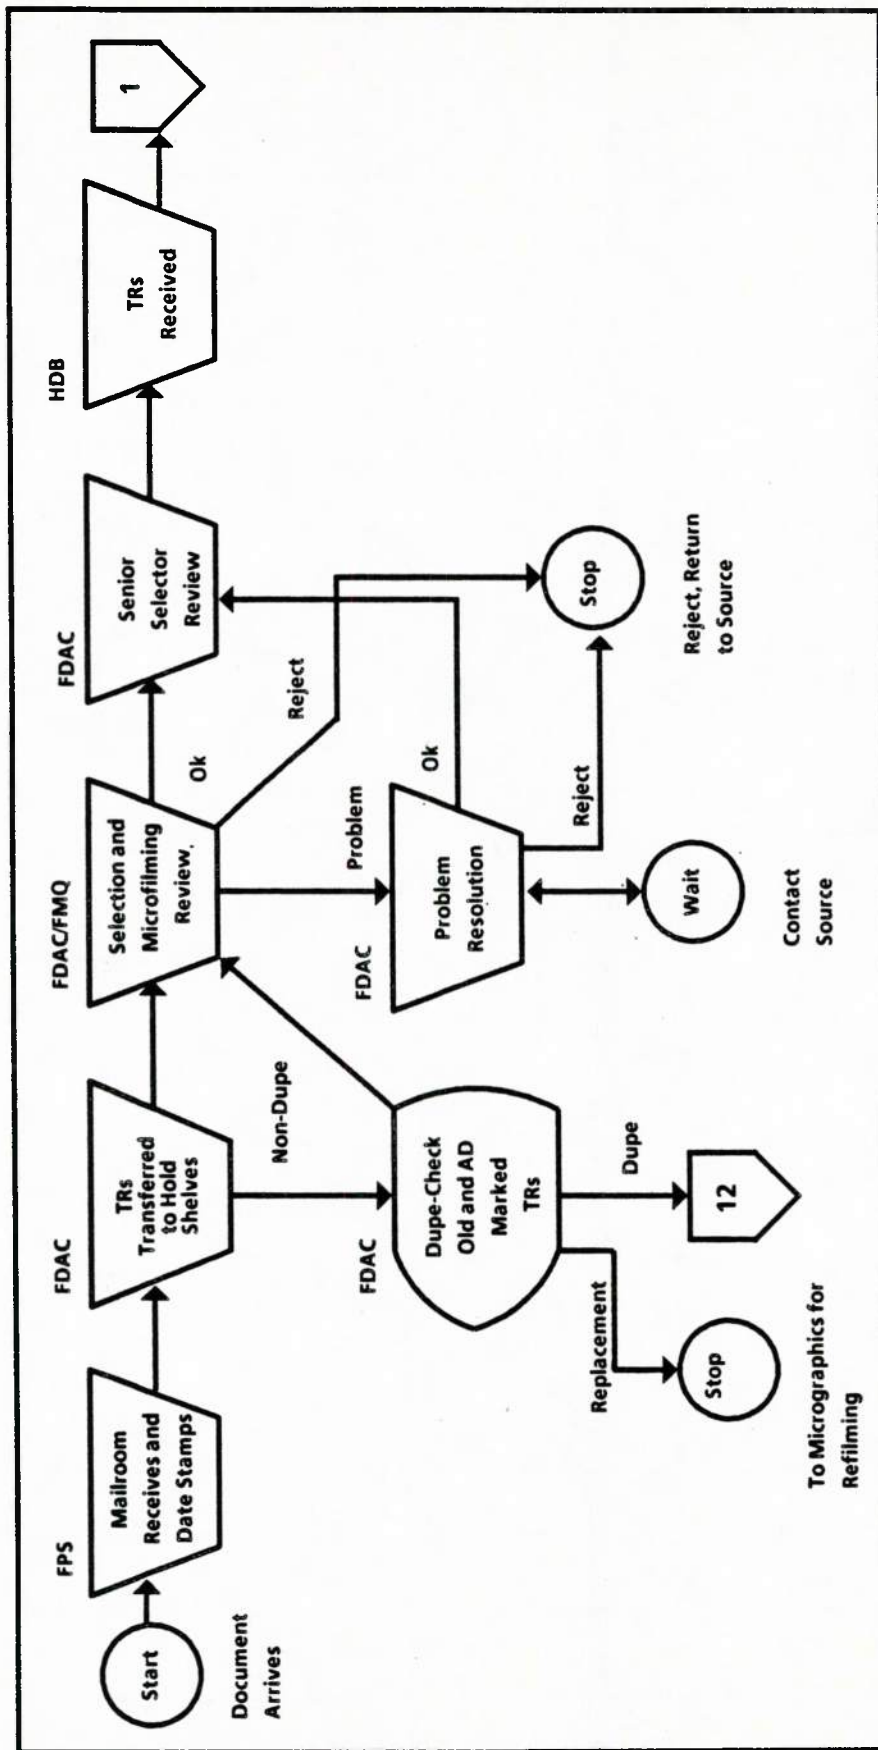 Start
Document
Arrives
FPS
Mailroom
Receives and
Date Stamps
FDAC
TRs
Transferred
to Hold
Shelves
FDAC/FMQ
Selection and
Microfilming
Review.
Ok
FDAC
Senior
Selector
Review
HDB
TRs
Received
1
Non-Dupe
FDAC
Dupe-Check
Old and AD
Marked
TRs
Replacement
Stop
To Micrographics for
Refilming
Dupe
12
Problem
FDAC
Problem
Resolution
Ok
Reject
Reject
Wait
Contact
Source
Stop
Reject, Return
to Source